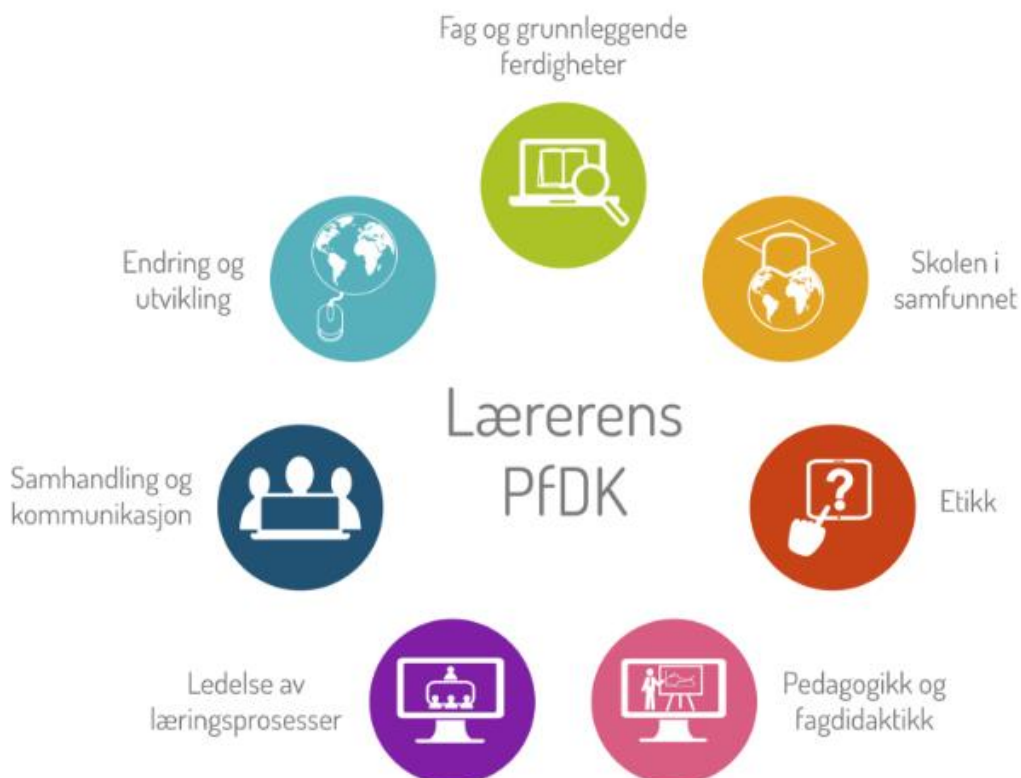 Fag og grunnleggende
ferdigheter
Skolen i
samfunnet
Etikk
Pedagogikk og
fagdidaktikk
Ledelse av
læringsprosesser
Samhandling og
kommunikasjon
Endring og
utvikling
Lærerens
PfDK
?